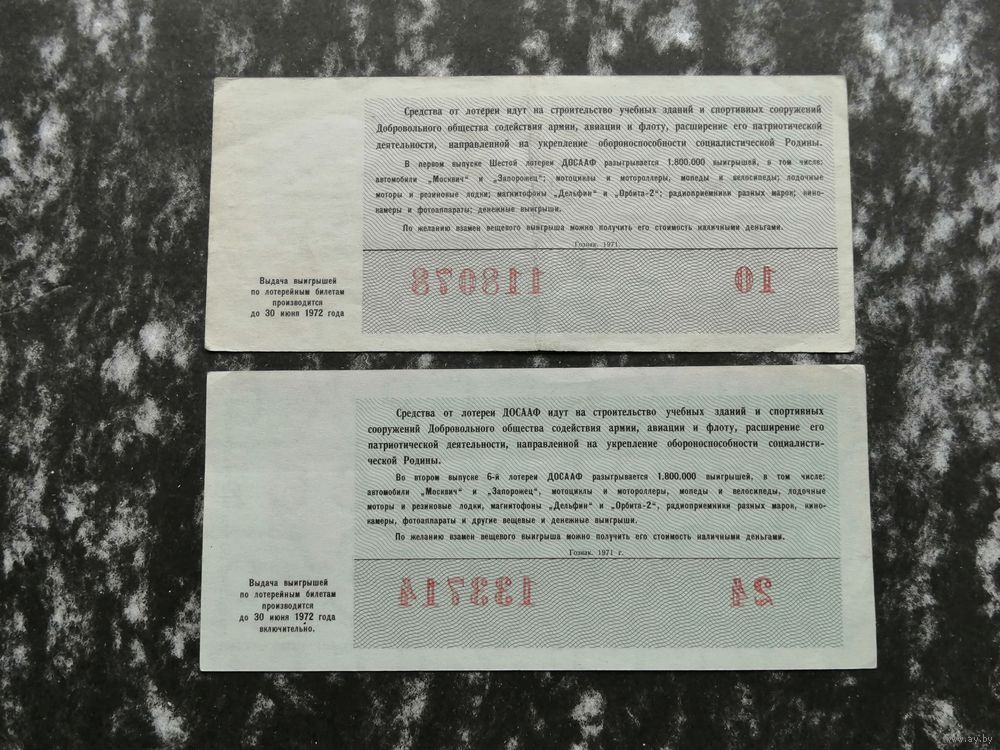 Средства от лотереи идут на строительство учебных зданий и спортивных сооружений
Добровольного общества содействия армии, авиации и флоту, расширение его патриотической
деятельности, направленной на укрепление обороноспособности социалистической Родины.
В первом выпуске Шестой лотереи ДОСААФ разыгрывается 1.800.000 выигрышей, в том числе:
автомобили „Москвич" и „Запорожец"; мотоциклы и мотороллеры, мопеды и велосипеды; лодочные
моторы и резиновые лодки; магнитофоны „Дельфин" и „Орбита-2"; радиоприемники разных марок; кино-
камеры и фотоаппараты; денежные выигрыши.
По желанию взамен вещевого выигрыша можно получить его стоимость наличными деньгами.
Гознак. 1971.
118078 10
Выдача выигрышей
по лотерейным билетам
производится
до 30 июня 1972 года
Средства от лотереи ДОСААФ идут на строительство учебных зданий и спортивных
сооружений Добровольного общества содействия армии, авиации и флоту, расширение его
патриотической деятельности, направленной на укрепление обороноспособности социалисти-
ческой Родины.
Во втором выпуске 6-й лотереи ДОСААФ разыгрывается 1.800.000 выигрышей, в том числе:
автомобили „Москвич" и „Запорожец", мотоциклы и мотороллеры, мопеды и велосипеды, лодочные
моторы и резиновые лодки, магнитофоны „Дельфин" и „Орбита-2", радиоприемники разных марок, кино-
камеры, фотоаппараты и другие вещевые и денежные выигрыши.
По желанию взамен вещевого выигрыша можно получить его стоимость наличными деньгами.
Гознак. 1971 г.
133714 24
Выдача выигрышей
по лотерейным билетам
производится
до 30 июня 1972 года
включительно.
www.ay.by